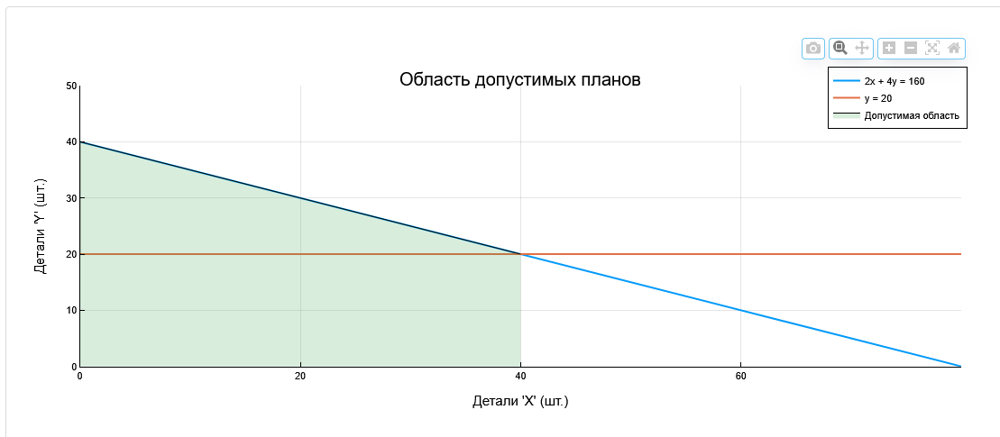 Область допустимых планов
2x + 4y = 160
y = 20
Допустимая область
50
40
30
20
10
0
Детали 'Y' (шт.)
0
20
40
60
Детали 'X' (шт.)